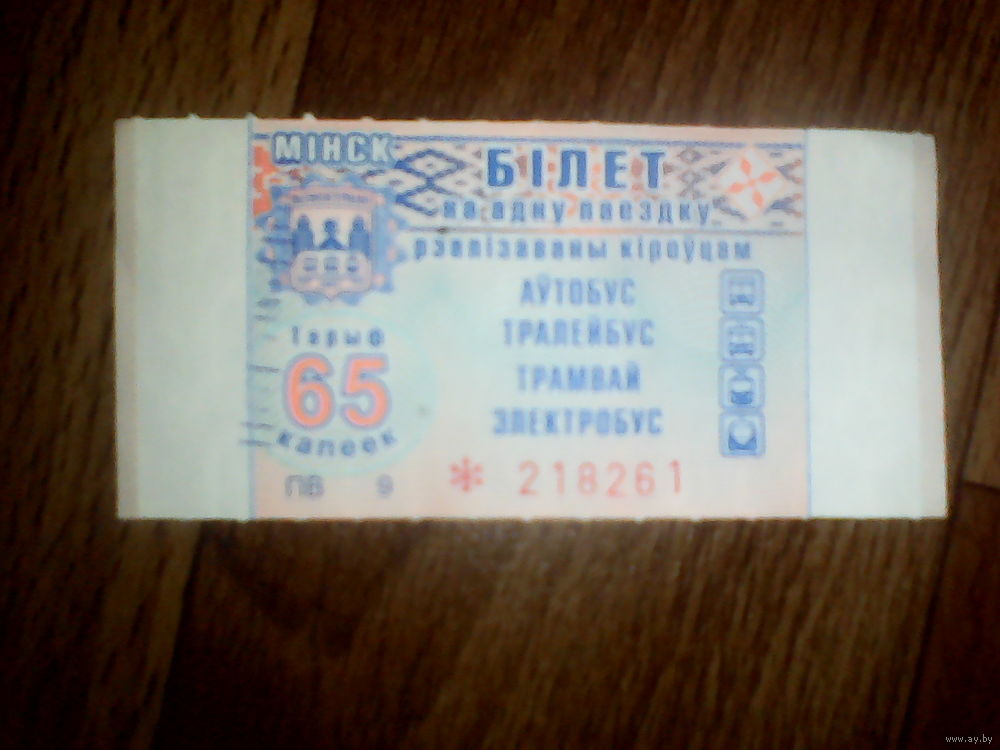 МІНСК
БІЛЕТ
на адну паездку
рэалізаваны кіроўцам
АЎТОБУС
ТРАЛЕЙБУС
ТРАМВАЙ
ЭЛЕКТРОБУС
Тарыф
65
капеек
ПВ 9
* 218261
www.ay.by